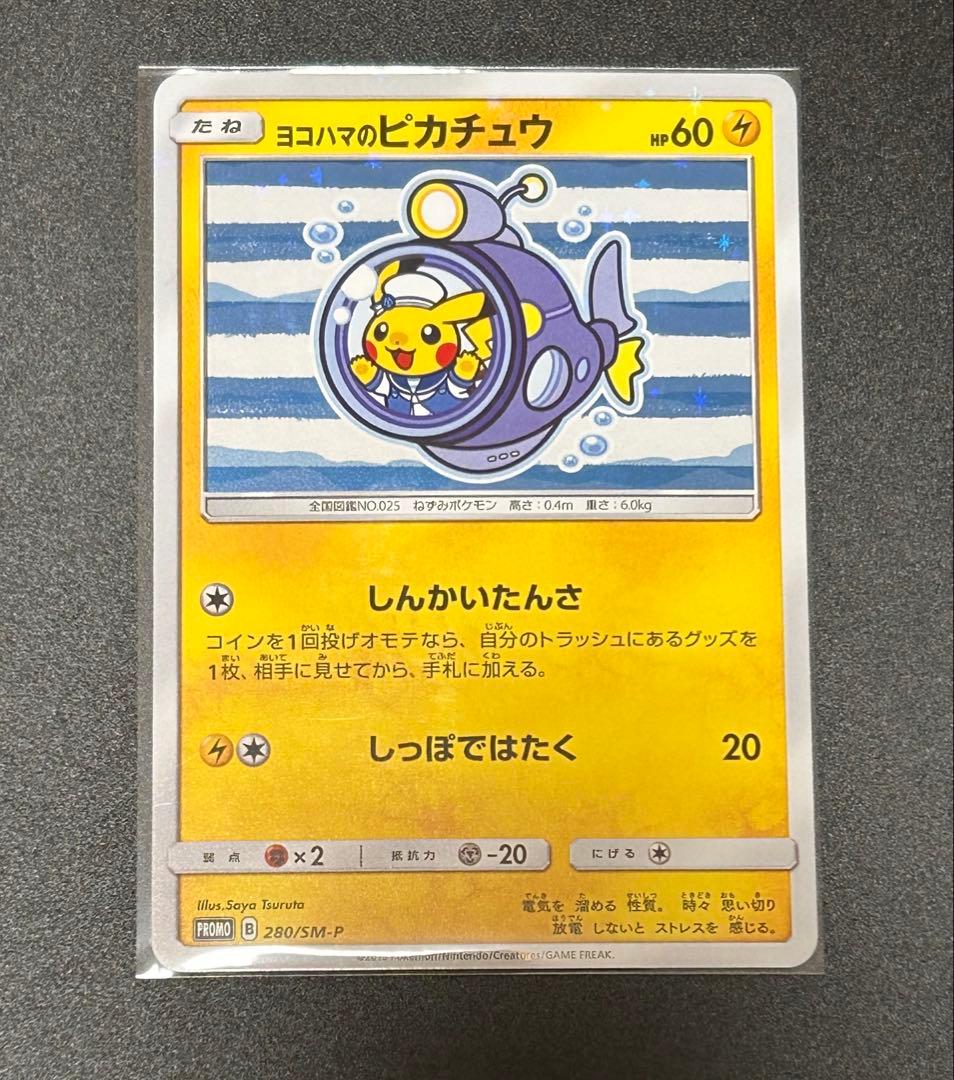 たね ヨコハマのピカチュウ HP60
全国図鑑NO.025 ねずみポケモン 高さ:0.4m 重さ:6.0kg
しんかいたんさ
コインを1回投げオモテなら、自分のトラッシュにあるグッズを
1枚、相手に見せてから、手札に加える。
しっぽではたく 20
弱点 ×2 抵抗力 -20 にげる
Illus.Saya Tsuruta
電気を 溜める 性質。 時々 思い切り
放電 しないと ストレスを 感じる。
PROMO B 280/SM-P
Pokémon/Nintendo/Creatures/GAME FREAK.